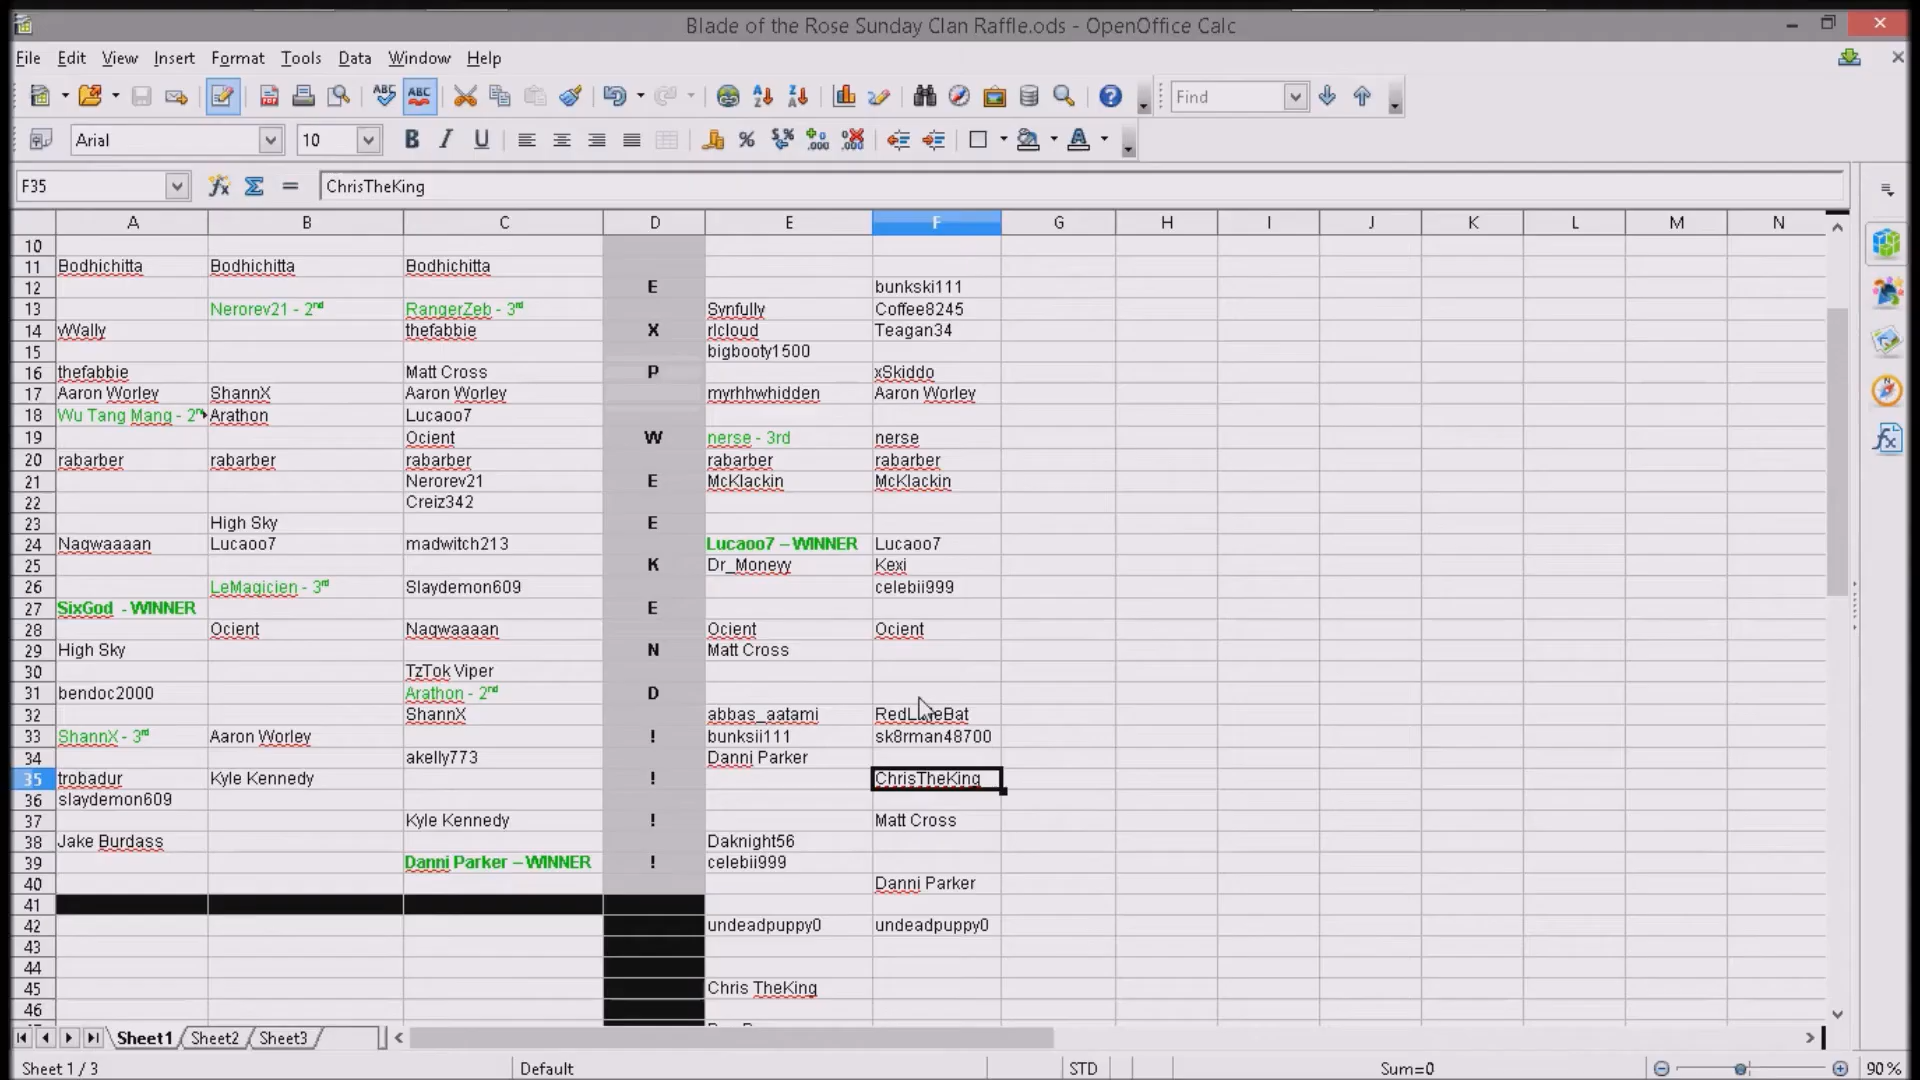 Blade of the Rose Sunday Clan Raffle.ods - OpenOffice Calc
File Edit View Insert Format Tools Data Window Help
Find
Arial 10
F35 ChrisTheKing
A B C D E F G H I J K L M N
10
11 Bodhichitta Bodhichitta Bodhichitta
12 E bunkski111
13 Nerorev21 - 2nd RangerZeb - 3rd Synfully Coffee8245
14 vWally thefabbie X rlcloud Teagan34
15 bigbooty1500
16 thefabbie Matt Cross P xSkiddo
17 Aaron Worley ShannX Aaron Worley myrhhwhidden Aaron Worley
18 Wu Tang Mang - 2n Arathon Lucaoo7
19 Ocient W nerse - 3rd nerse
20 rabarber rabarber rabarber rabarber rabarber
21 Nerorev21 E McKlackin McKlackin
22 Creiz342
23 High Sky E
24 Nagwaaaan Lucaoo7 madwitch213 Lucaoo7 – WINNER Lucaoo7
25 K Dr_Moneyy Kexi
26 LeMagicien - 3rd Slaydemon609 celebii999
27 SixGod - WINNER E
28 Ocient Nagwaaaan Ocient Ocient
29 High Sky N Matt Cross
30 TzTok Viper
31 bendoc2000 Arathon - 2nd D
32 ShannX abbas_aatami
33 ShannX - 3rd Aaron Worley ! bunksii111 sk8rman48700
34 akelly773 Danni Parker
35 trobadur Kyle Kennedy ! ChrisTheKing
36 slaydemon609
37 Kyle Kennedy ! Matt Cross
38 Jake Burdass Daknight56
39 Danni Parker – WINNER ! celebii999
40 Danni Parker
41
42 undeadpuppy0 undeadpuppy0
43
44
45 Chris TheKing
46
Sheet1 Sheet2 Sheet3
Sheet 1 / 3 Default STD Sum=0 90%